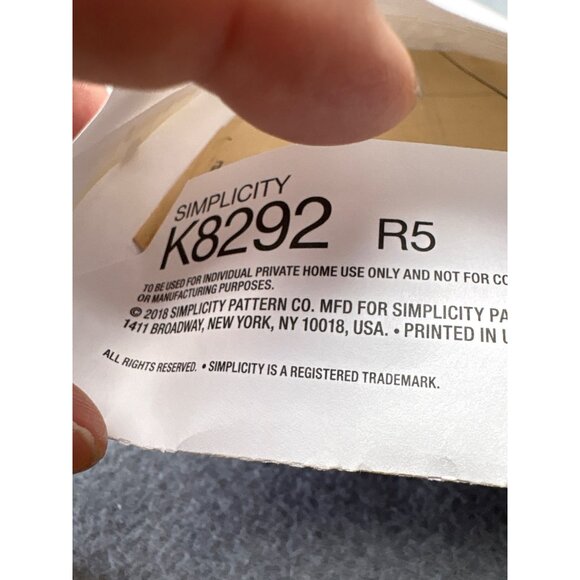 SIMPLICITY
K8292 R5
TO BE USED FOR INDIVIDUAL PRIVATE HOME USE ONLY AND NOT FOR
OR MANUFACTURING PURPOSES.
© 2018 SIMPLICITY PATTERN CO. MFD FOR SIMPLICITY
1411 BROADWAY, NEW YORK, NY 10018, USA. • PRINTED IN
ALL RIGHTS RESERVED. • SIMPLICITY IS A REGISTERED TRADEMARK.